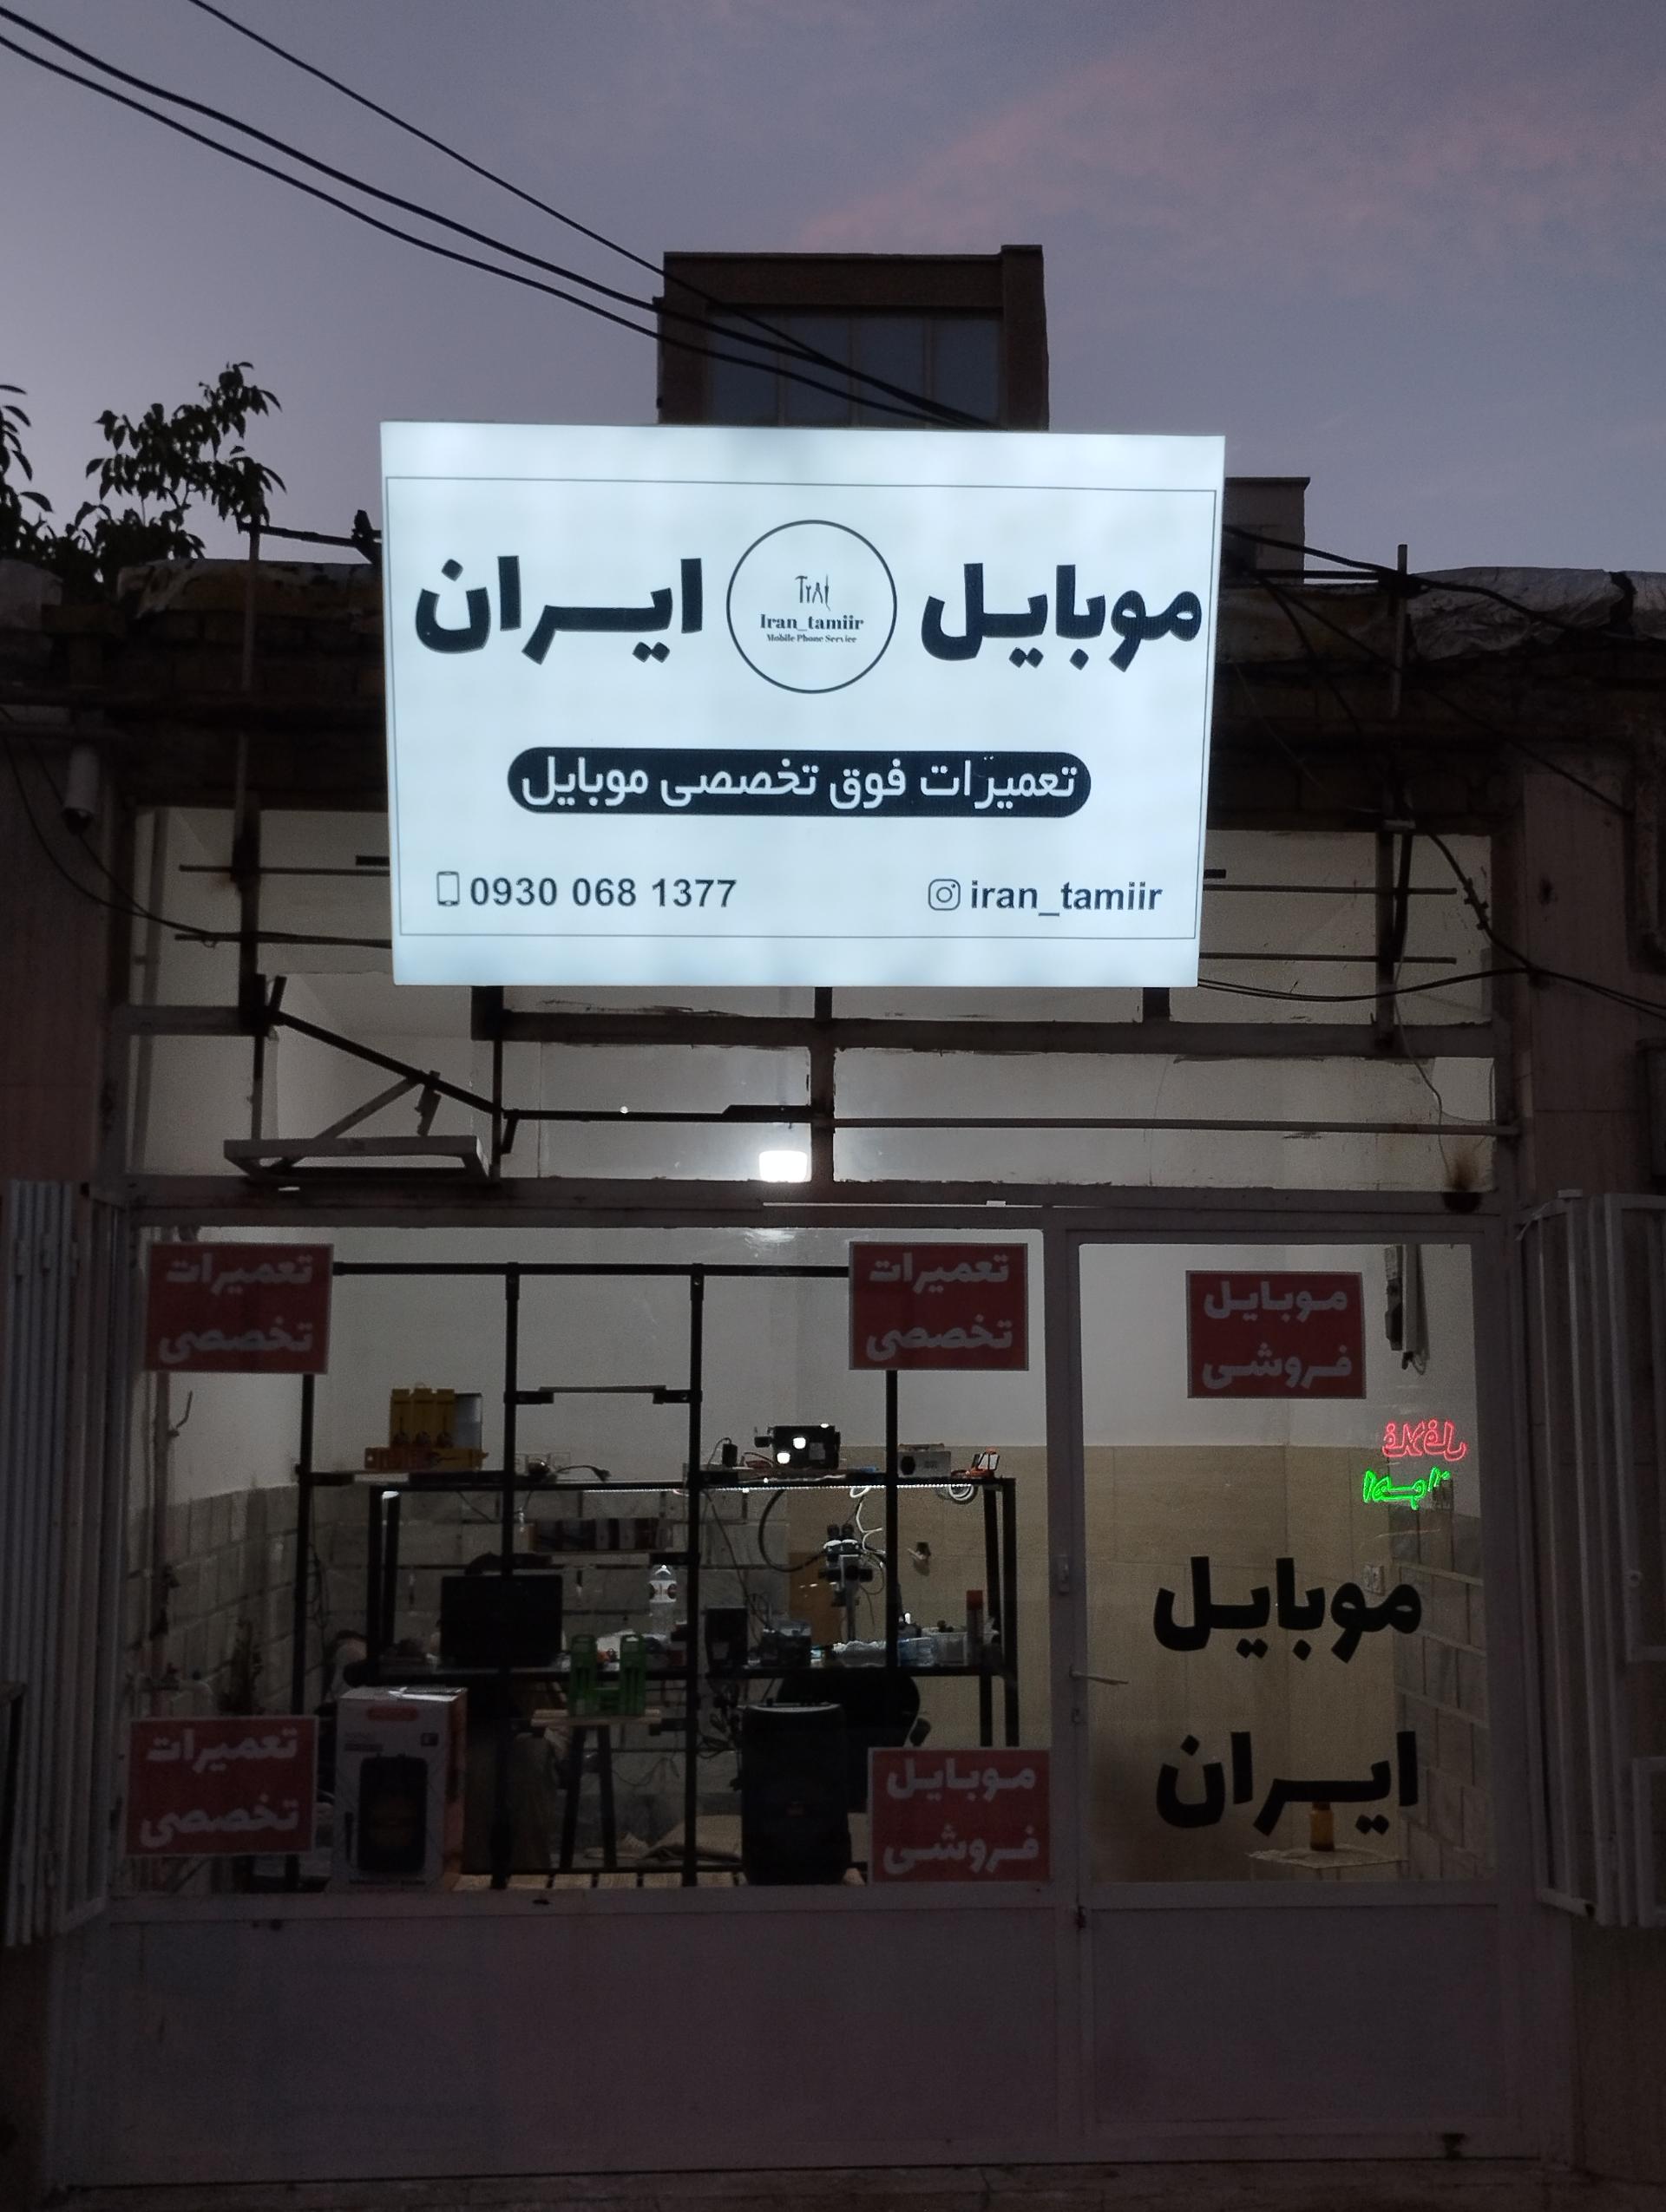 موبایل ایران
Iran_tamiir
Mobile Phone Service
تعمیرات فوق تخصصی موبایل
0930 068 1377
iran_tamiir
تعمیرات
تخصصی
تعمیرات
تخصصی
موبایل
فروشی
موبایل
ایران
تعمیرات
تخصصی
موبایل
فروشی